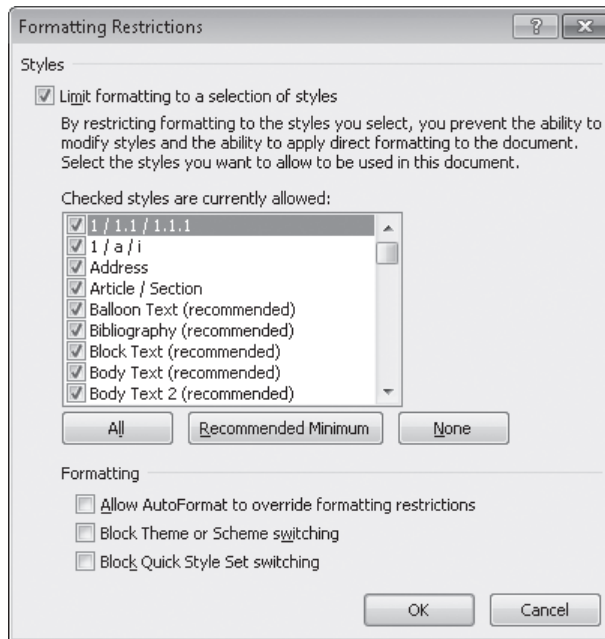 Formatting Restrictions
Styles
Limit formatting to a selection of styles
By restricting formatting to the styles you select, you prevent the ability to
modify styles and the ability to apply direct formatting to the document.
Select the styles you want to allow to be used in this document.
Checked styles are currently allowed:
1 / 1.1 / 1.1.1
1 / a / i
Address
Article / Section
Balloon Text (recommended)
Bibliography (recommended)
Block Text (recommended)
Body Text (recommended)
Body Text 2 (recommended)
All Recommended Minimum None
Formatting
Allow AutoFormat to override formatting restrictions
Block Theme or Scheme switching
Block Quick Style Set switching
OK Cancel